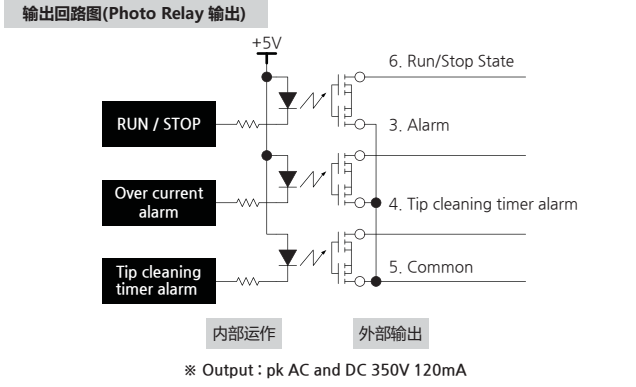 输出回路图(Photo Relay 输出)
+5V
6. Run/Stop State
RUN / STOP
3. Alarm
Over current
alarm
4. Tip cleaning timer alarm
Tip cleaning
timer alarm
5. Common
内部运作
外部输出
※ Output : pk AC and DC 350V 120mA